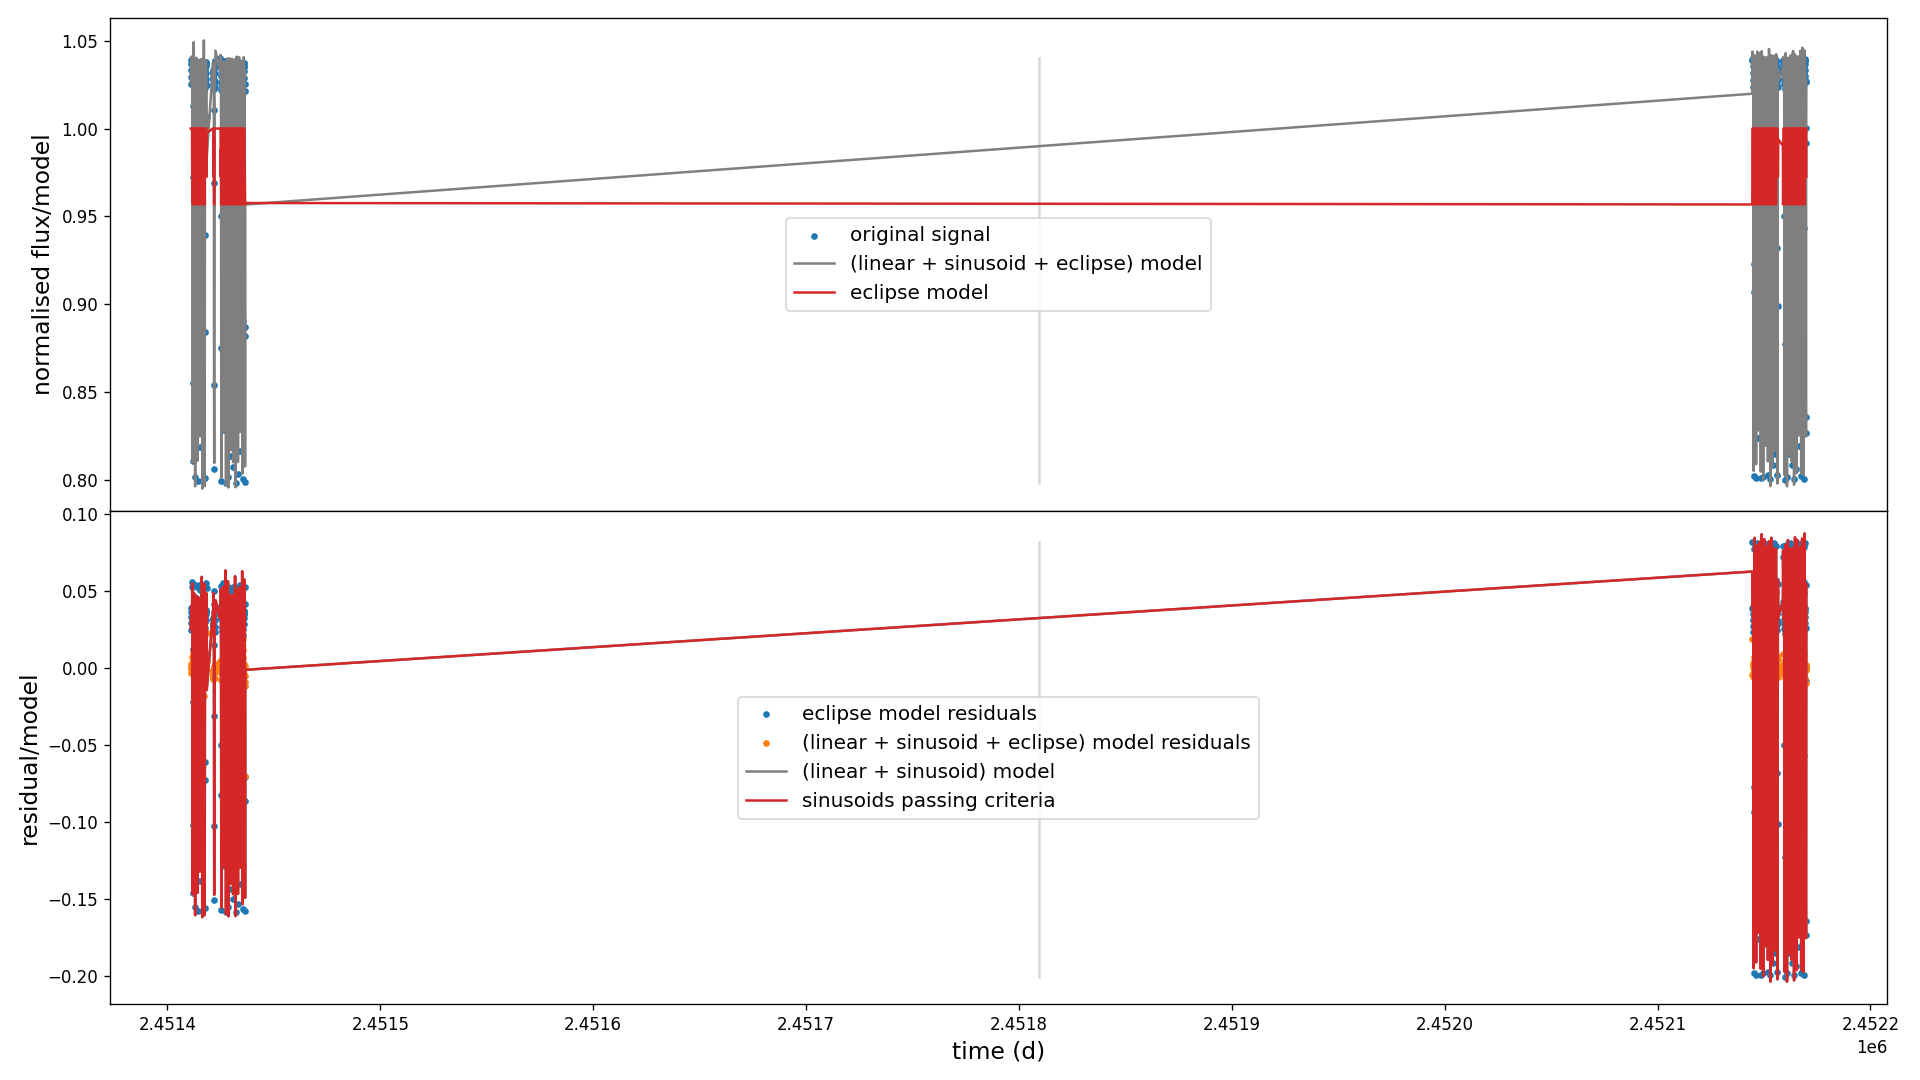 1.05
1.00
0.95
0.90
0.85
0.80
normalised flux/model
original signal
(linear + sinusoid + eclipse) model
eclipse model
0.10
0.05
0.00
−0.05
−0.10
−0.15
−0.20
residual/model
eclipse model residuals
(linear + sinusoid + eclipse) model residuals
(linear + sinusoid) model
sinusoids passing criteria
2.4514 2.4515 2.4516 2.4517 2.4518 2.4519 2.4520 2.4521 2.4522
time (d)
1e6